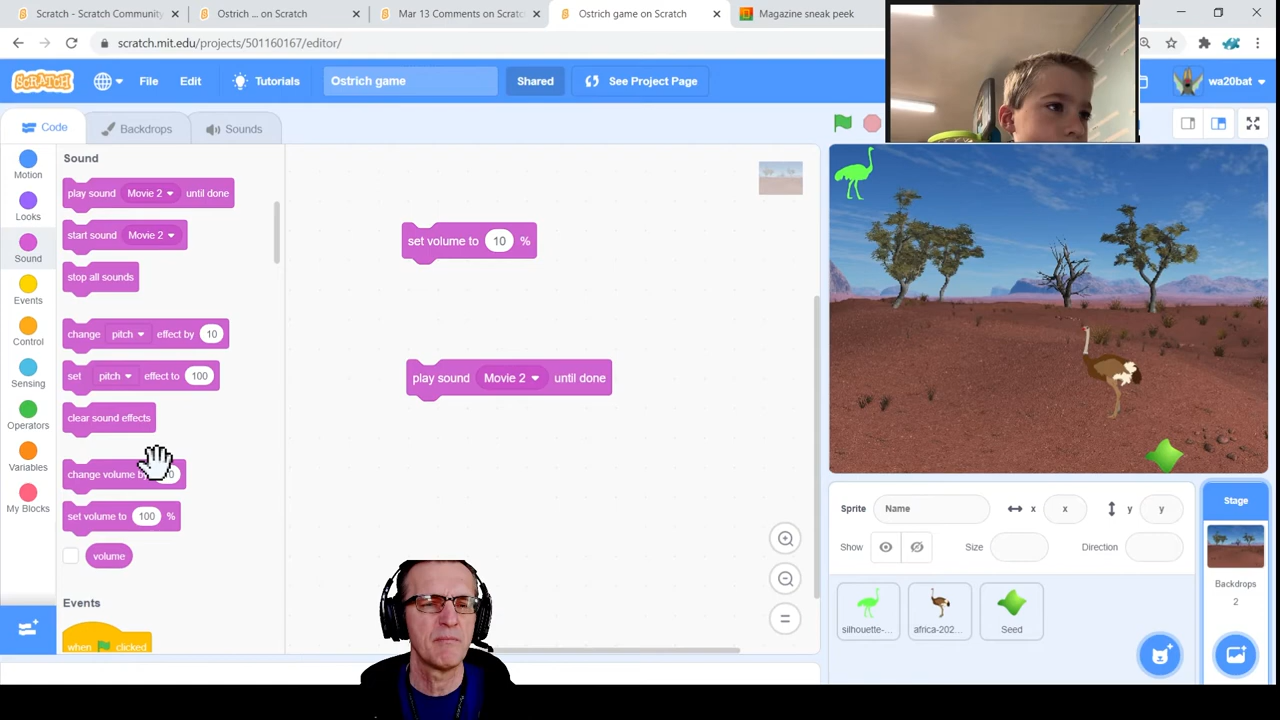 Scratch - Scratch Community
Ostrich ... on Scratch
Mar 13 Comments on Scratc
Ostrich game on Scratch
Magazine sneak peek
scratch.mit.edu/projects/501160167/editor/
SCRATCH
File
Edit
Tutorials
Ostrich game
Shared
See Project Page
wa20bat
Code
Backdrops
Sounds
Motion
Looks
Sound
Events
Control
Sensing
Operators
Variables
My Blocks
Sound
play sound Movie 2 until done
start sound Movie 2
stop all sounds
change pitch effect by 10
set pitch effect to 100
clear sound effects
change volume
set volume to 100 %
volume
Events
when clicked
set volume to 10 %
play sound Movie 2 until done
Sprite Name x x y y
Show Size Direction
silhouette-...
africa-202...
Seed
Stage
Backdrops
2